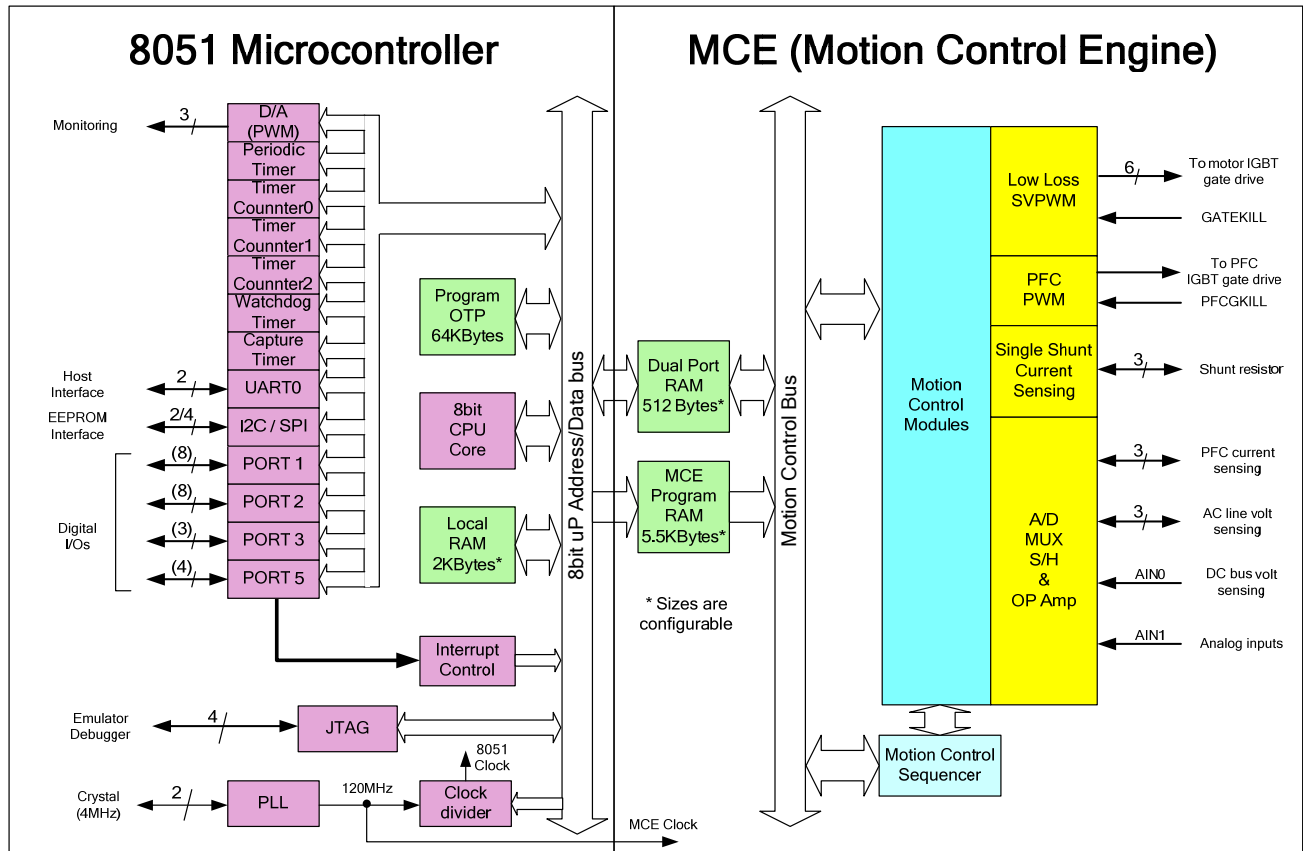 8051 Microcontroller
MCE (Motion Control Engine)
Monitoring
3
D/A
(PWM)
Periodic
Timer
Timer
Counnter0
Timer
Counnter1
Timer
Counnter2
Watchdog
Timer
Capture
Timer
Host
Interface
2
UART0
EEPROM
Interface
2/4
I2C / SPI
Digital
I/Os
(8)
PORT 1
(8)
PORT 2
(3)
PORT 3
(4)
PORT 5
Program
OTP
64KBytes
8bit
CPU
Core
Local
RAM
2KBytes*
Interrupt
Control
Emulator
Debugger
4
JTAG
Crystal
(4MHz)
2
PLL
120MHz
8051
Clock
Clock
divider
MCE Clock
8bit uP Address/Data bus
Dual Port
RAM
512 Bytes*
MCE
Program
RAM
5.5KBytes*
* Sizes are
configurable
Motion Control Bus
Motion
Control
Modules
Motion Control
Sequencer
Low Loss
SVPWM
PFC
PWM
Single Shunt
Current
Sensing
A/D
MUX
S/H
&
OP Amp
6
To motor IGBT
gate drive
GATEKILL
To PFC
IGBT gate drive
PFCGKILL
3
Shunt resistor
3
PFC current
sensing
3
AC line volt
sensing
AIN0
DC bus volt
sensing
AIN1
Analog inputs